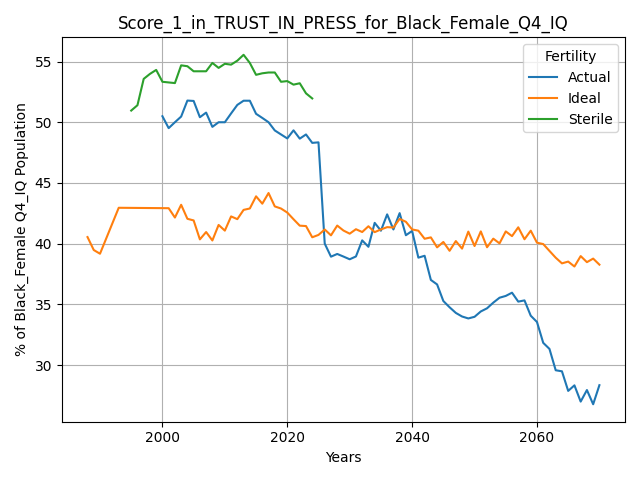 Score_1_in_TRUST_IN_PRESS_for_Black_Female_Q4_IQ
Fertility
Actual
Ideal
Sterile
% of Black_Female Q4_IQ Population
55
50
45
40
35
30
2000
2020
2040
2060
Years